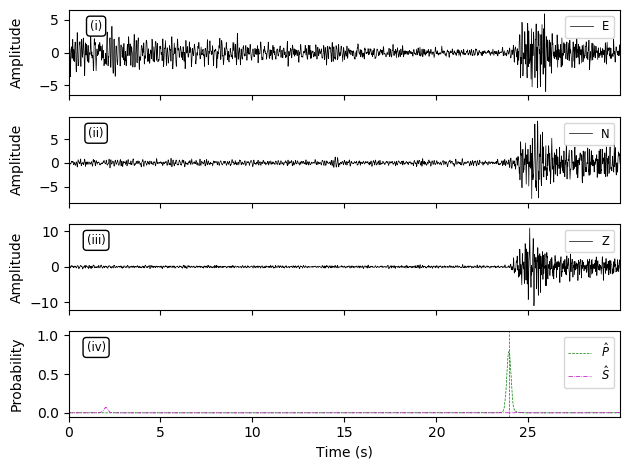 (i)
E
Amplitude
5
0
−5
(ii)
N
Amplitude
5
0
−5
(iii)
Z
Amplitude
10
0
−10
(iv)
P̂
Ŝ
Probability
1.0
0.5
0.0
0 5 10 15 20 25
Time (s)